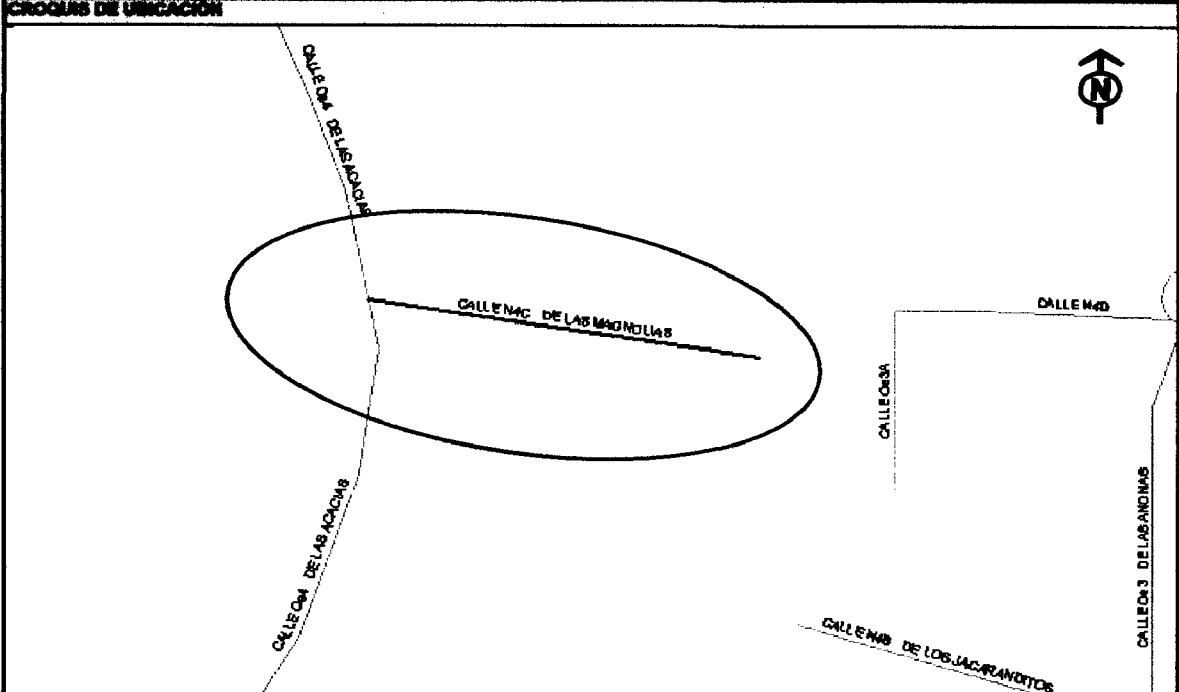 CROQUIS DE UBICACIÓN
N
CALLE Oe4 DE LAS ACACIAS
CALLE N4C DE LAS MAGNOLIAS
CALLE N4D
CALLE Oe3A
CALLE Oe3 DE LAS ANONAS
CALLE Oe4 DE LAS ACACIAS
CALLE N4B DE LOS JACARANDITOS